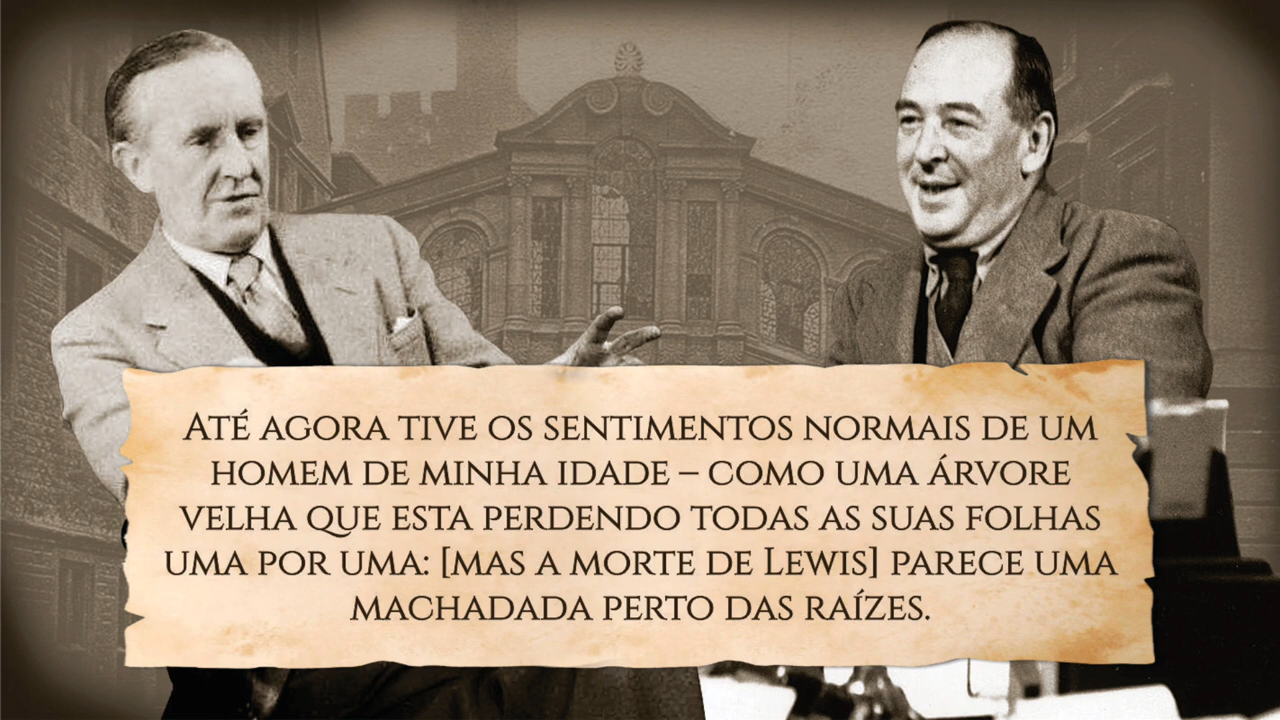 Até agora tive os sentimentos normais de um
homem de minha idade – como uma árvore
velha que esta perdendo todas as suas folhas
uma por uma: [mas a morte de Lewis] parece uma
machadada perto das raízes.